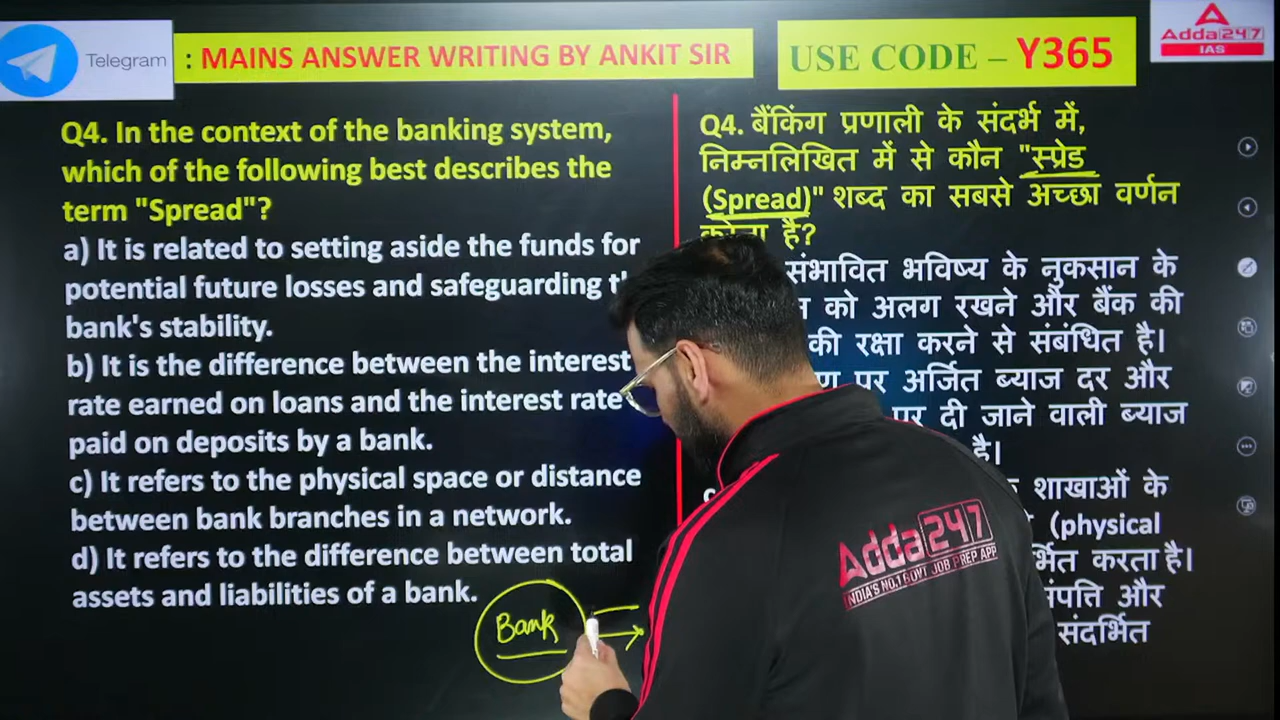 Telegram
: MAINS ANSWER WRITING BY ANKIT SIR
USE CODE – Y365
Adda247
IAS
Q4. In the context of the banking system,
which of the following best describes the
term "Spread"?
a) It is related to setting aside the funds for
potential future losses and safeguarding
bank's stability.
b) It is the difference between the interest
rate earned on loans and the interest rate
paid on deposits by a bank.
c) It refers to the physical space or distance
between bank branches in a network.
d) It refers to the difference between total
assets and liabilities of a bank.
Bank
Q4. बैंकिंग प्रणाली के संदर्भ में,
निम्नलिखित में से कौन "स्प्रेड
(Spread)" शब्द का सबसे अच्छा वर्णन
है?
संभावित भविष्य के नुकसान के
को अलग रखने और बैंक की
की रक्षा करने से संबंधित है।
पर अर्जित ब्याज दर और
पर दी जाने वाली ब्याज
है।
शाखाओं के
(physical
करता है।
और
संदर्भित
Adda247
INDIA'S NO.1 GOVT JOB PREP APP